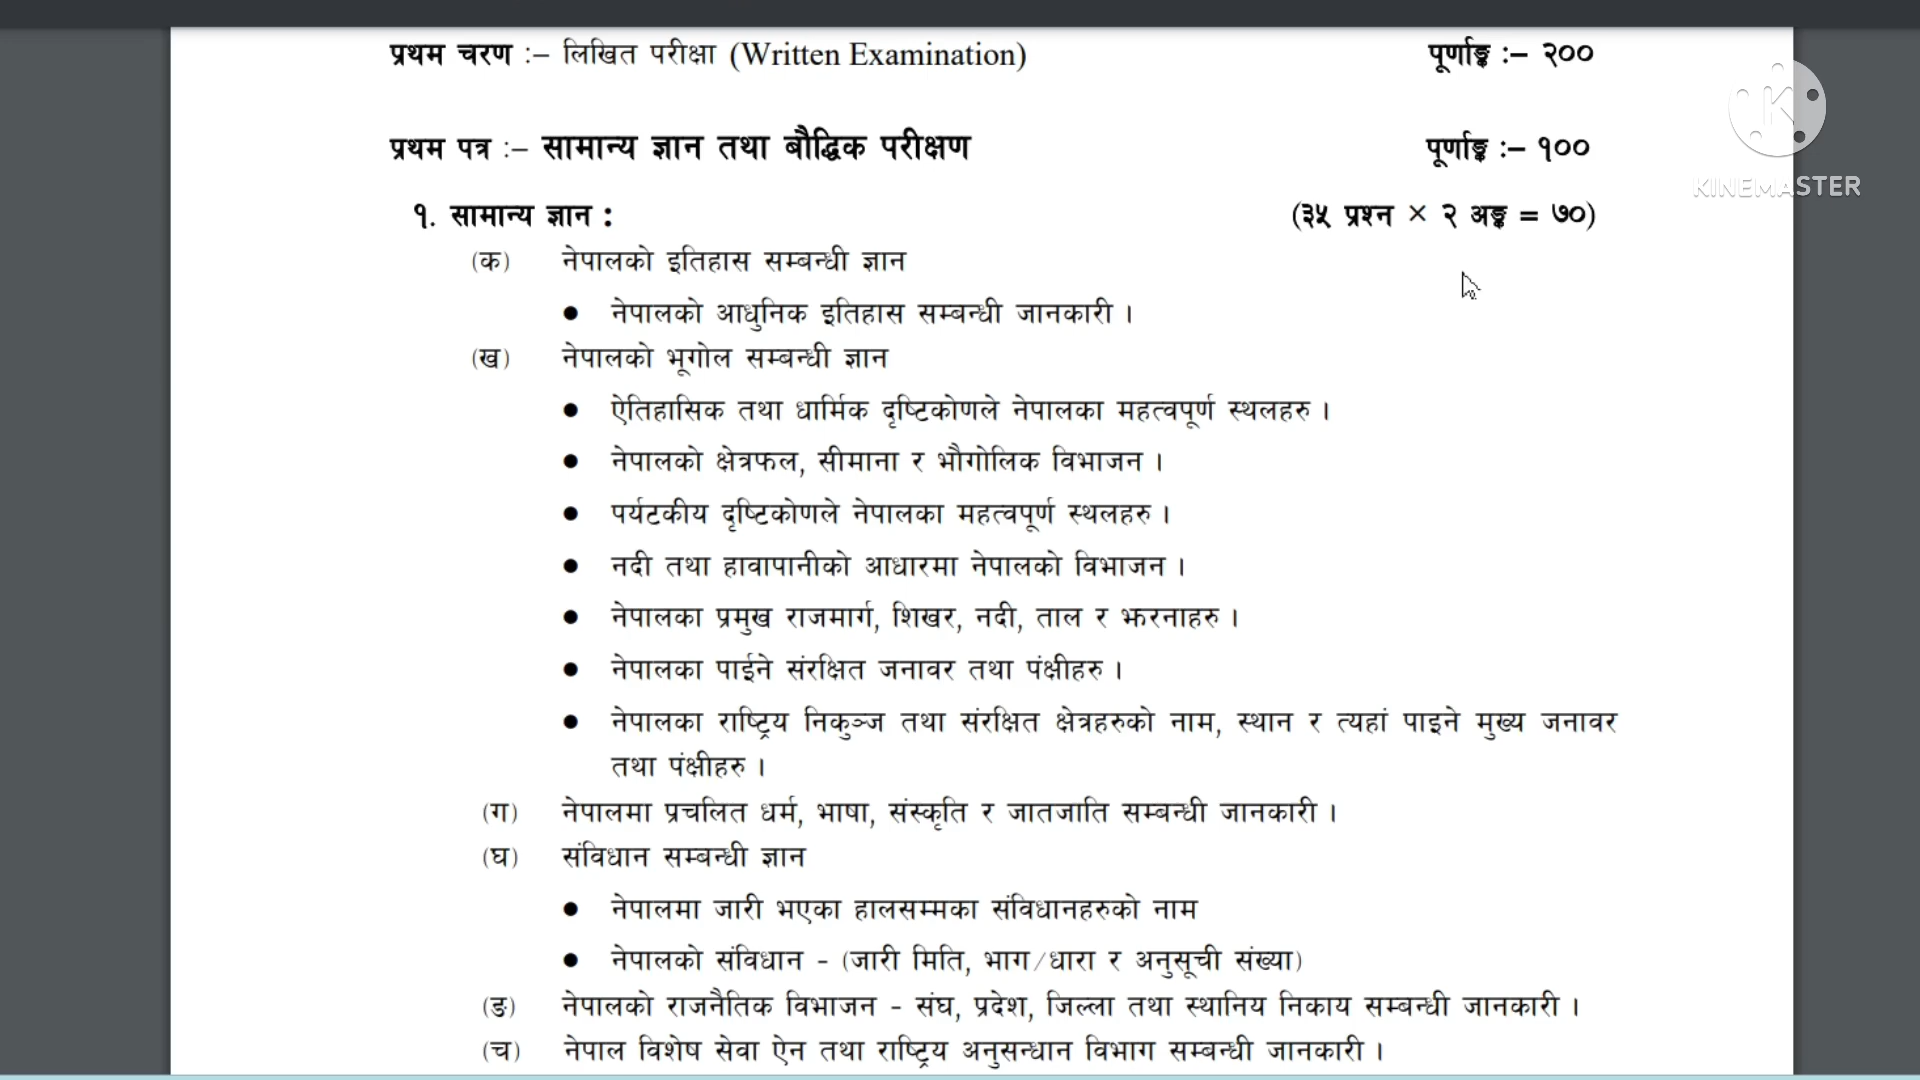 प्रथम चरण :– लिखित परीक्षा (Written Examination) पूर्णाङ्क :– २००
KINEMASTER
प्रथम पत्र :– सामान्य ज्ञान तथा बौद्धिक परीक्षण पूर्णाङ्क :– १००
१. सामान्य ज्ञान : (३५ प्रश्न × २ अङ्क = ७०)
(क) नेपालको इतिहास सम्बन्धी ज्ञान
● नेपालको आधुनिक इतिहास सम्बन्धी जानकारी ।
(ख) नेपालको भूगोल सम्बन्धी ज्ञान
● ऐतिहासिक तथा धार्मिक दृष्टिकोणले नेपालका महत्वपूर्ण स्थलहरु ।
● नेपालको क्षेत्रफल, सीमाना र भौगोलिक विभाजन ।
● पर्यटकीय दृष्टिकोणले नेपालका महत्वपूर्ण स्थलहरु ।
● नदी तथा हावापानीको आधारमा नेपालको विभाजन ।
● नेपालका प्रमुख राजमार्ग, शिखर, नदी, ताल र झरनाहरु ।
● नेपालका पाईने संरक्षित जनावर तथा पंक्षीहरु ।
● नेपालका राष्ट्रिय निकुञ्ज तथा संरक्षित क्षेत्रहरुको नाम, स्थान र त्यहां पाइने मुख्य जनावर
तथा पंक्षीहरु ।
(ग) नेपालमा प्रचलित धर्म, भाषा, संस्कृति र जातजाति सम्बन्धी जानकारी ।
(घ) संविधान सम्बन्धी ज्ञान
● नेपालमा जारी भएका हालसम्मका संविधानहरुको नाम
● नेपालको संविधान - (जारी मिति, भाग/धारा र अनुसूची संख्या)
(ङ) नेपालको राजनैतिक विभाजन - संघ, प्रदेश, जिल्ला तथा स्थानिय निकाय सम्बन्धी जानकारी ।
(च) नेपाल विशेष सेवा ऐन तथा राष्ट्रिय अनुसन्धान विभाग सम्बन्धी जानकारी ।